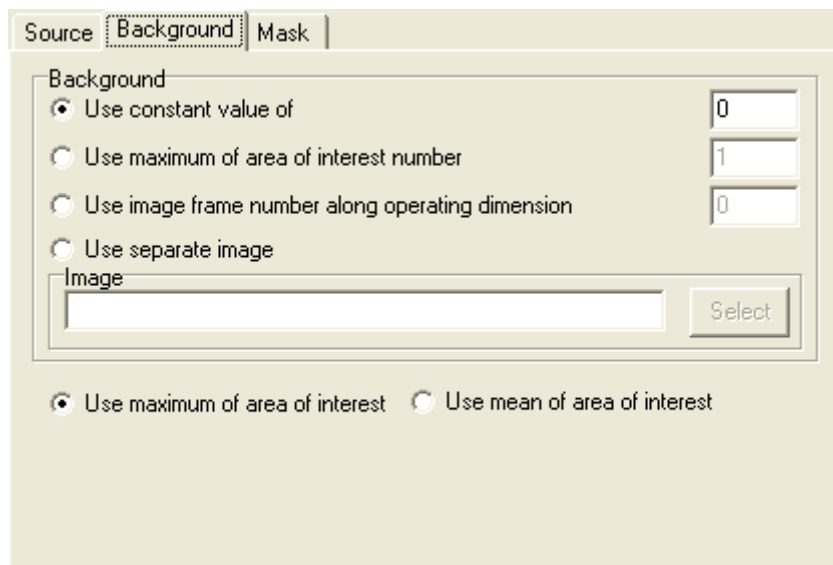 Source Background Mask
Background
Use constant value of 0
Use maximum of area of interest number 1
Use image frame number along operating dimension 0
Use separate image
Image
Select
Use maximum of area of interest Use mean of area of interest